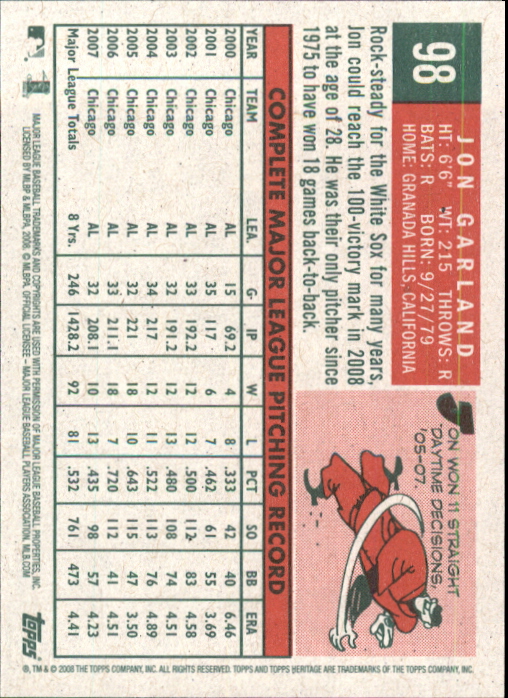 98
JON GARLAND
HT: 6'6" WT: 215 THROWS: R
BATS: R BORN: 9/27/79
HOME: GRANADA HILLS, CALIFORNIA
Rock-steady for the White Sox for many years,
Jon could reach the 100-victory mark in 2008
at the age of 28. He was their only pitcher since
1975 to have won 18 games back-to-back.
ON WON 11 STRAIGHT
DAYTIME DECISIONS,
'05-07.
COMPLETE MAJOR LEAGUE PITCHING RECORD
YEAR TEAM LEA. G IP W L PCT SO BB ERA
2000 Chicago AL 15 69.2 4 8 .333 42 40 6.46
2001 Chicago AL 35 117 6 7 .462 61 55 3.69
2002 Chicago AL 33 192.2 12 12 .500 112 83 4.58
2003 Chicago AL 32 191.2 12 13 .480 108 74 4.51
2004 Chicago AL 34 217 12 11 .522 113 76 4.89
2005 Chicago AL 32 221 18 10 .643 115 47 3.50
2006 Chicago AL 33 211.1 18 7 .720 112 41 4.51
2007 Chicago AL 32 208.1 10 13 .435 98 57 4.23
Major League Totals 8 Yrs. 246 1428.2 92 81 .532 761 473 4.41
MAJOR LEAGUE BASEBALL TRADEMARKS AND COPYRIGHTS ARE USED WITH PERMISSION OF MAJOR LEAGUE BASEBALL PROPERTIES, INC.
LICENSED BY MLBP & MLBPA, 2008. © MLBPA. OFFICIAL LICENSEE - MAJOR LEAGUE BASEBALL PLAYERS ASSOCIATION. MLB.COM
TOPPS
®, TM & © 2008 THE TOPPS COMPANY, INC. ALL RIGHTS RESERVED. TOPPS AND TOPPS HERITAGE ARE TRADEMARKS OF THE TOPPS COMPANY, INC.